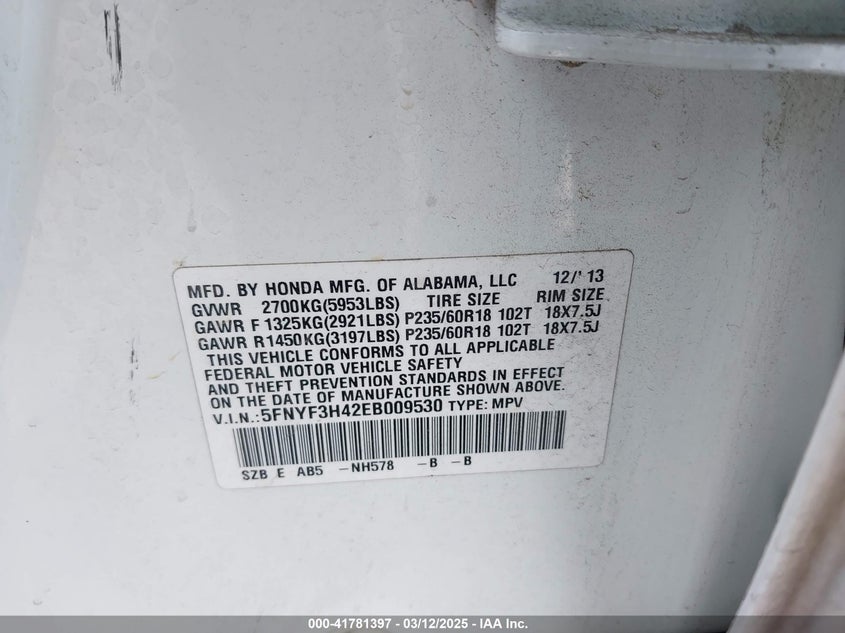 MFD. BY HONDA MFG. OF ALABAMA, LLC 12/'13
GVWR 2700KG(5953LBS) TIRE SIZE RIM SIZE
GAWR F 1325KG(2921LBS) P235/60R18 102T 18X7.5J
GAWR R1450KG(3197LBS) P235/60R18 102T 18X7.5J
THIS VEHICLE CONFORMS TO ALL APPLICABLE
FEDERAL MOTOR VEHICLE SAFETY
AND THEFT PREVENTION STANDARDS IN EFFECT
ON THE DATE OF MANUFACTURE SHOWN ABOVE.
V.I.N.:5FNYF3H42EB009530 TYPE: MPV
SZB E AB5 -NH578 -B -B
000-41781397 - 03/12/2025 - IAA Inc.